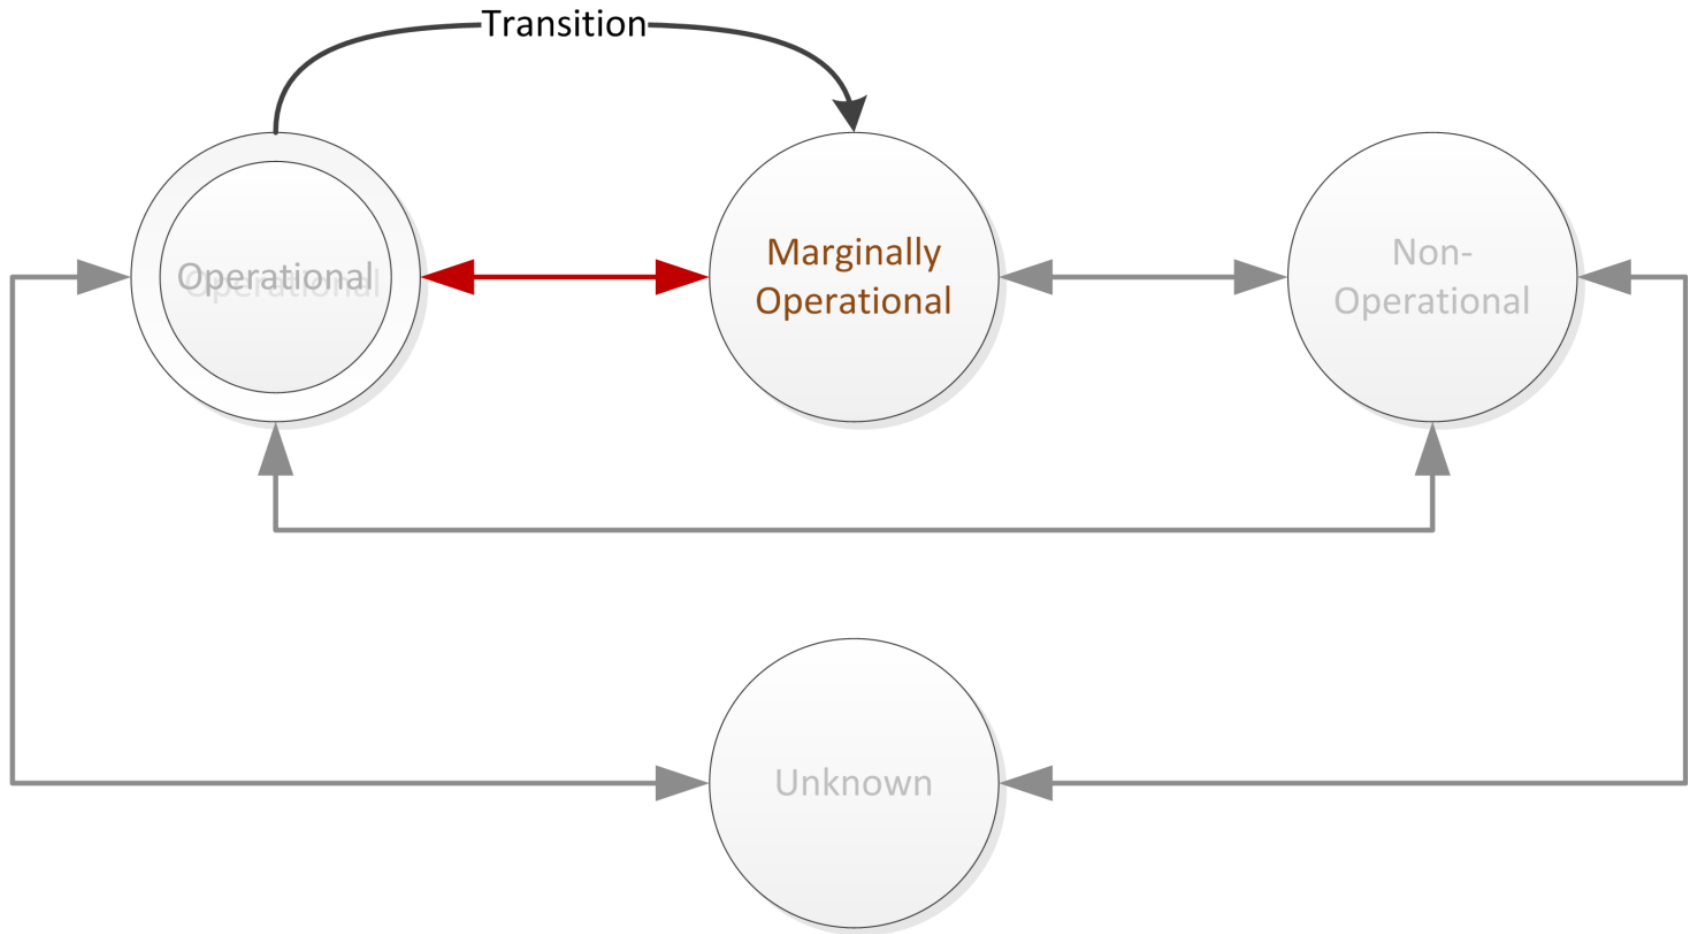 Transition
Operational
Marginally
Operational
Non-
Operational
Unknown